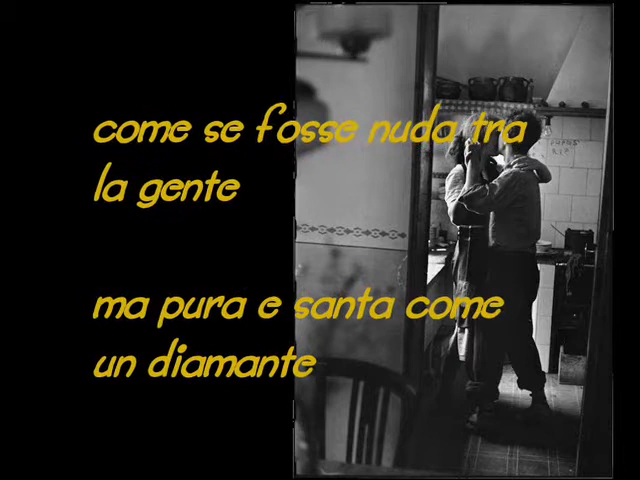 come se fosse nuda tra
la gente
ma pura e santa come
un diamante